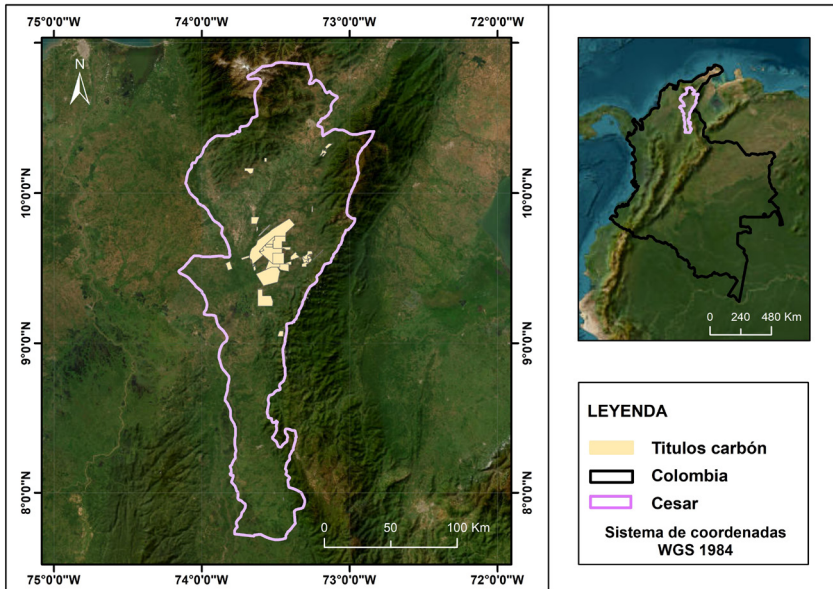 75°0'0"W 74°0'0"W 73°0'0"W 72°0'0"W
N
10°0'0"N
10°0'0"N
9°0'0"N
9°0'0"N
8°0'0"N
8°0'0"N
0 50 100 Km
75°0'0"W 74°0'0"W 73°0'0"W 72°0'0"W
0 240 480 Km
LEYENDA
Titulos carbón
Colombia
Cesar
Sistema de coordenadas
WGS 1984